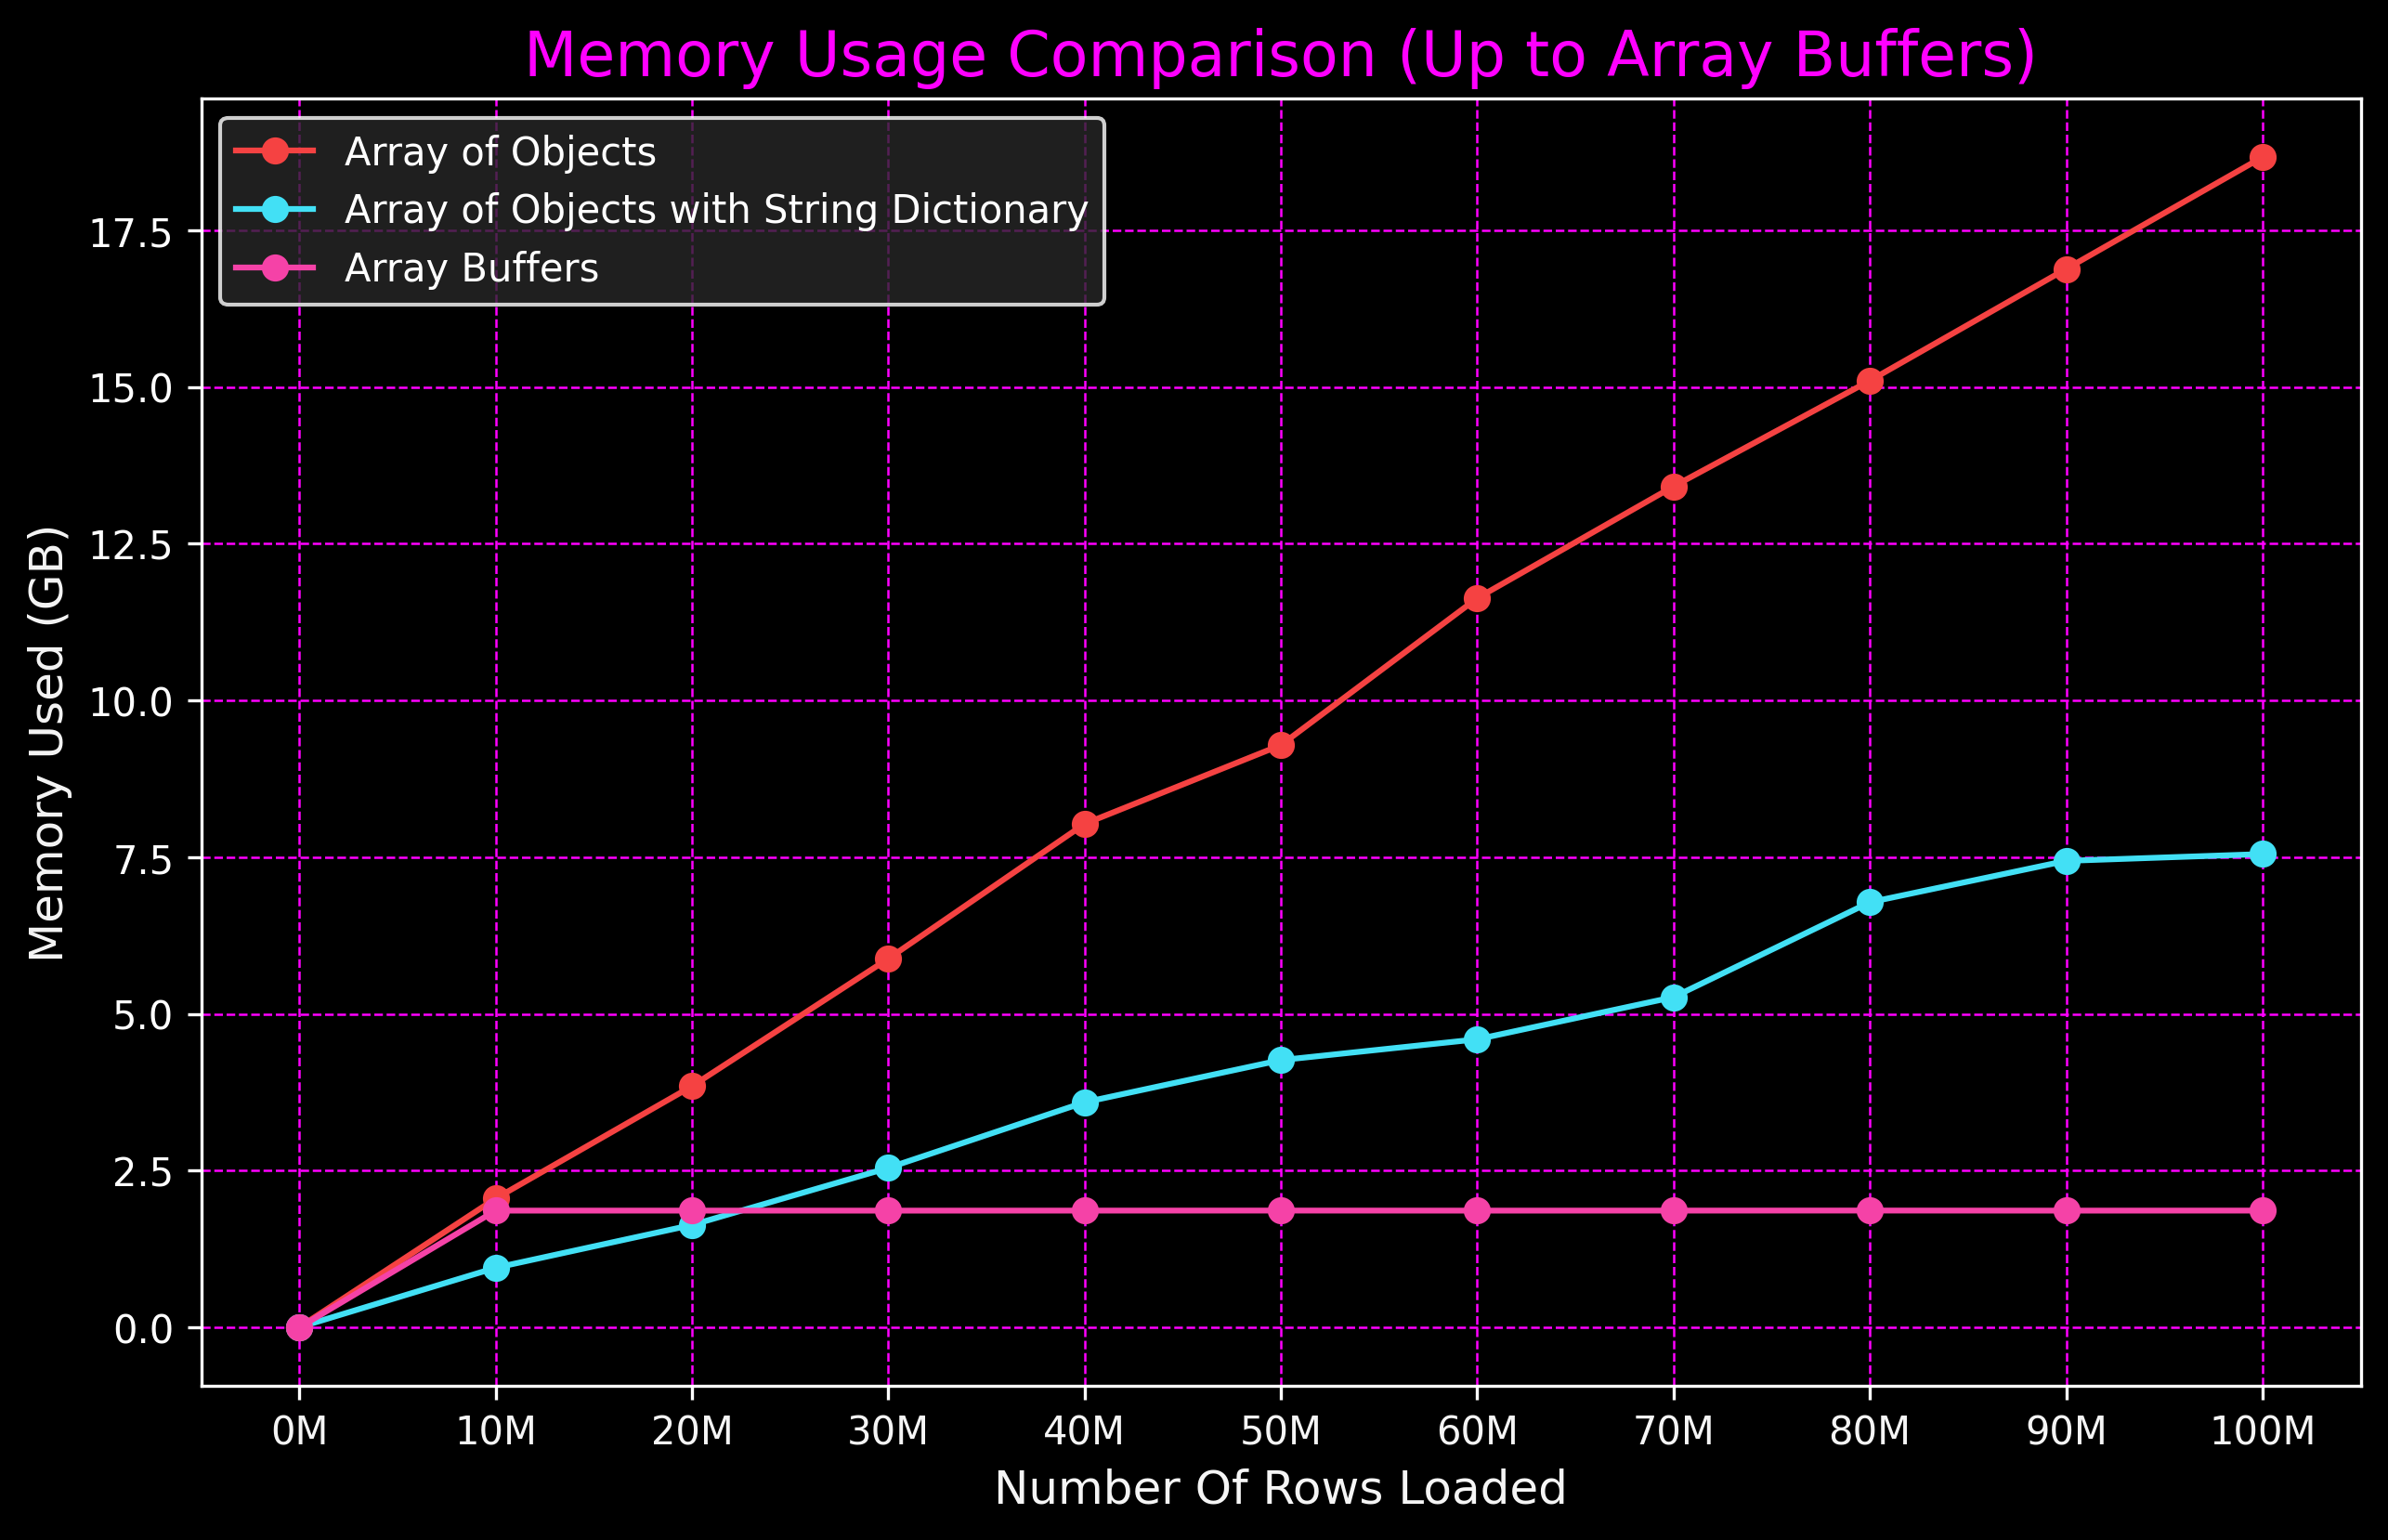 Memory Usage Comparison (Up to Array Buffers)
Array of Objects
Array of Objects with String Dictionary
Array Buffers
Memory Used (GB)
17.5
15.0
12.5
10.0
7.5
5.0
2.5
0.0
0M 10M 20M 30M 40M 50M 60M 70M 80M 90M 100M
Number Of Rows Loaded